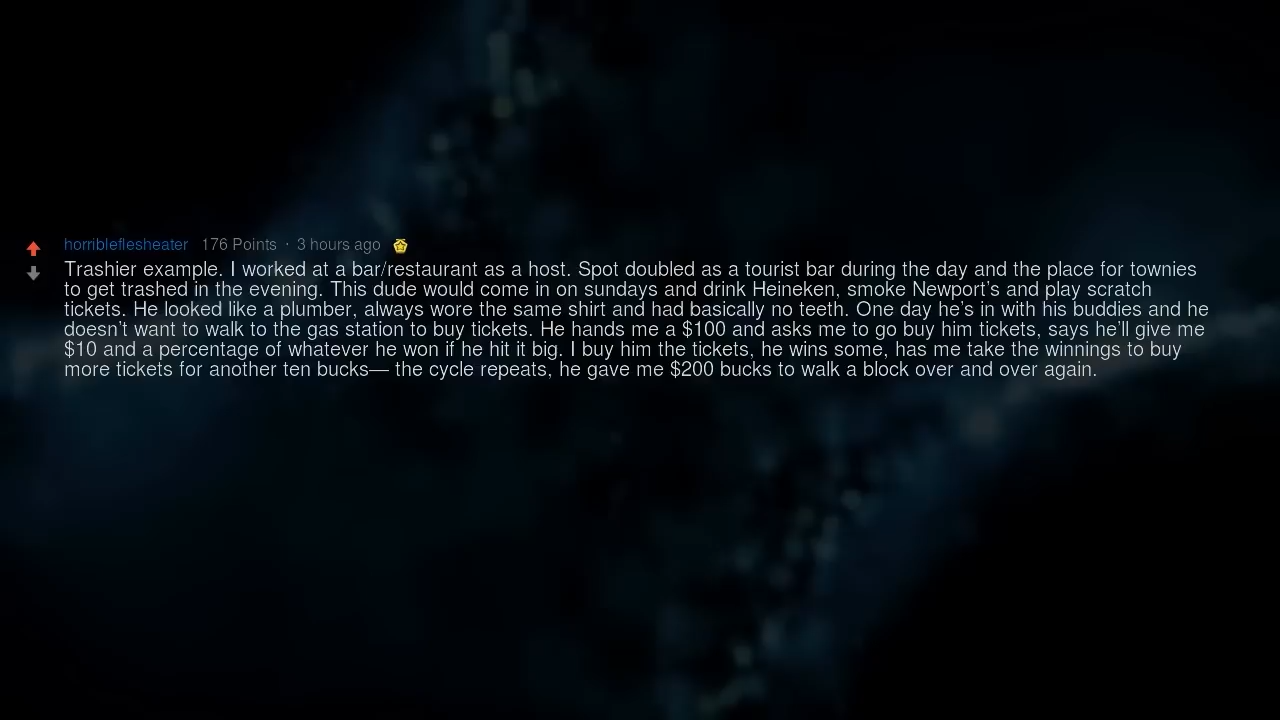 horribleflesheater 176 Points · 3 hours ago
Trashier example. I worked at a bar/restaurant as a host. Spot doubled as a tourist bar during the day and the place for townies
to get trashed in the evening. This dude would come in on sundays and drink Heineken, smoke Newport's and play scratch
tickets. He looked like a plumber, always wore the same shirt and had basically no teeth. One day he's in with his buddies and he
doesn't want to walk to the gas station to buy tickets. He hands me a $100 and asks me to go buy him tickets, says he'll give me
$10 and a percentage of whatever he won if he hit it big. I buy him the tickets, he wins some, has me take the winnings to buy
more tickets for another ten bucks— the cycle repeats, he gave me $200 bucks to walk a block over and over again.